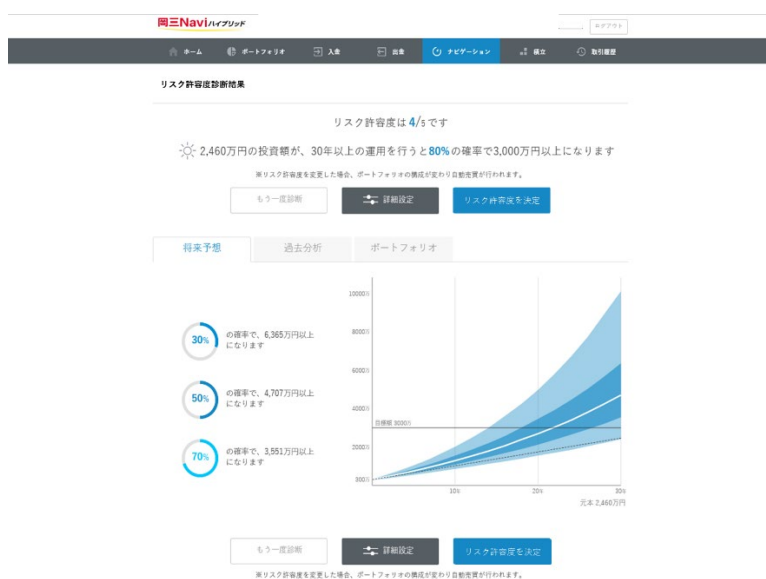 岡三Naviハイブリッド
ログアウト
ホーム
ポートフォリオ
入金
出金
ナビゲーション
積立
取引履歴
リスク許容度診断結果
リスク許容度は 4/5 です
2,460万円の投資額が、30年以上の運用を行うと80%の確率で3,000万円以上になります
※リスク許容度を変更した場合、ポートフォリオの構成が変わり自動売買が行われます。
もう一度診断
詳細設定
リスク許容度を決定
将来予想
過去分析
ポートフォリオ
30%
の確率で、6,365万円以上
になります
50%
の確率で、4,707万円以上
になります
70%
の確率で、3,551万円以上
になります
10000万
8000万
6000万
4000万
目標額 3000万
2000万
300万
10年
20年
30年
元本 2,460万円
もう一度診断
詳細設定
リスク許容度を決定
※リスク許容度を変更した場合、ポートフォリオの構成が変わり自動売買が行われます。